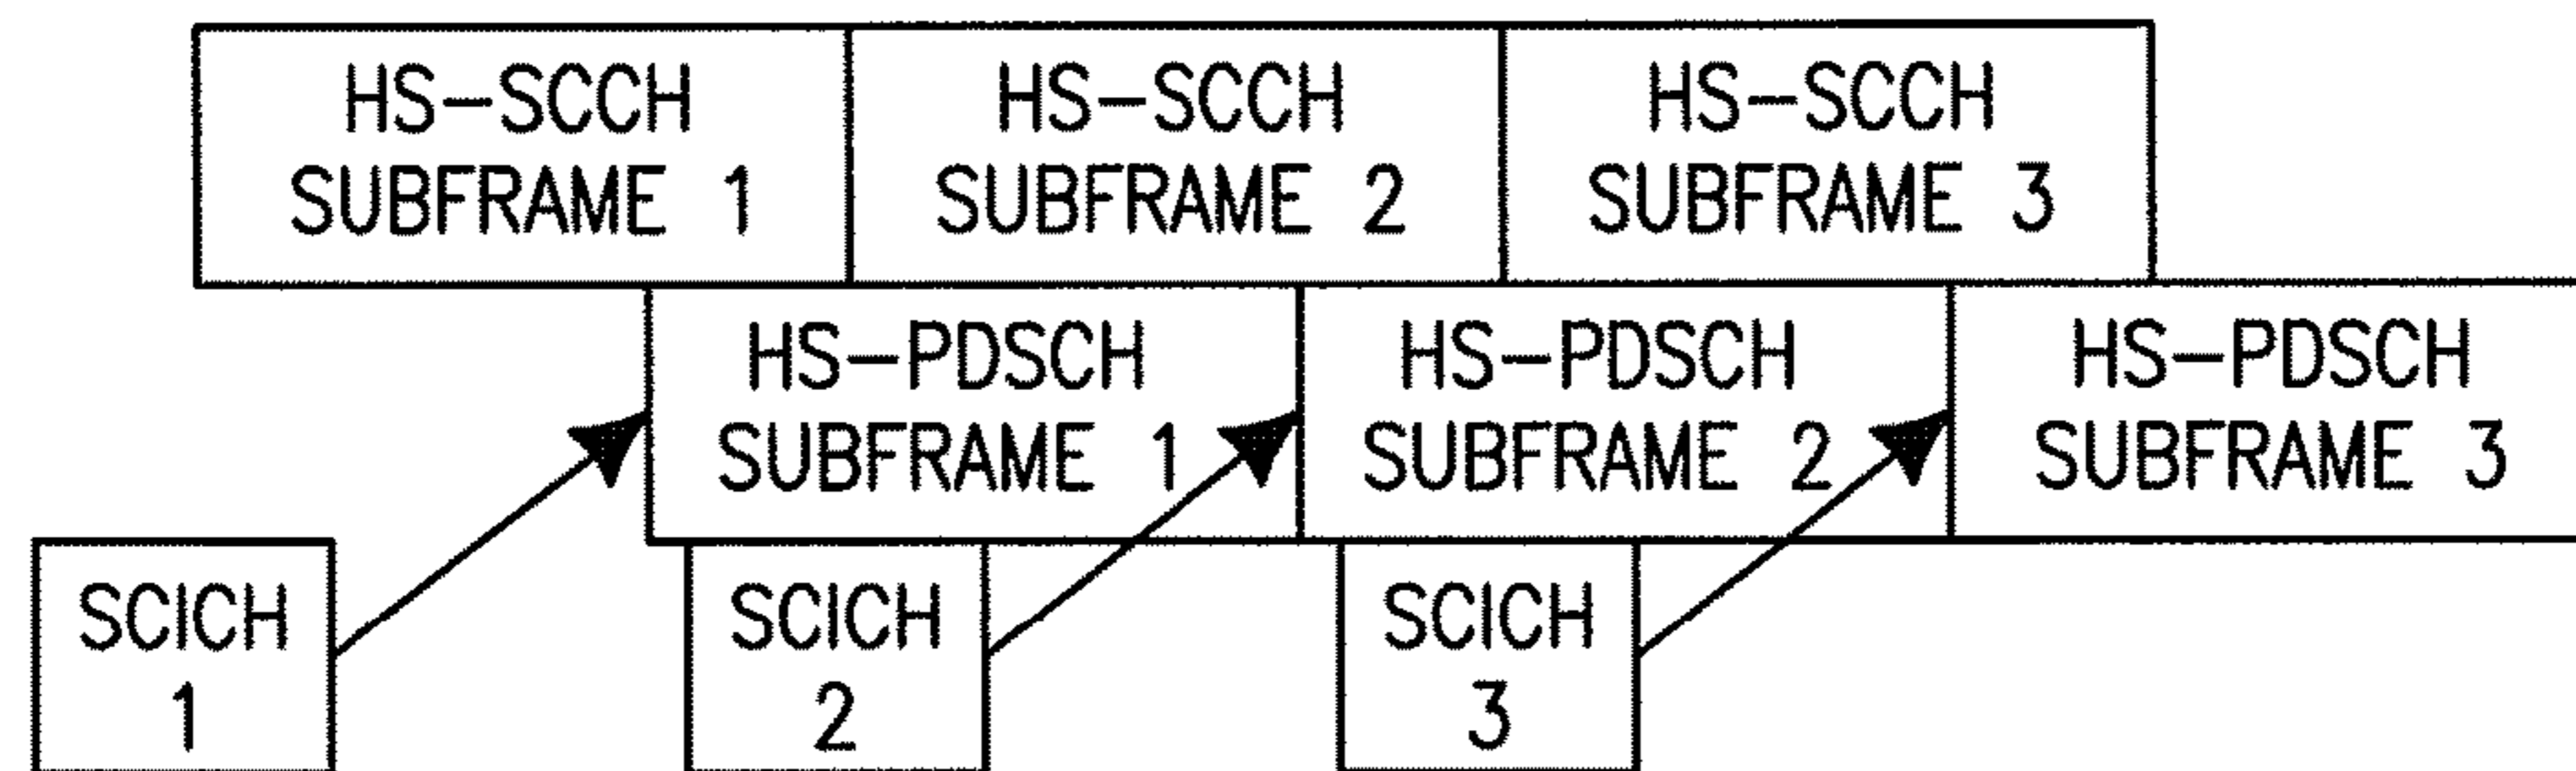 HS-SCCH
SUBFRAME 1
HS-SCCH
SUBFRAME 2
HS-SCCH
SUBFRAME 3
HS-PDSCH
SUBFRAME 1
HS-PDSCH
SUBFRAME 2
HS-PDSCH
SUBFRAME 3
SCICH
1
SCICH
2
SCICH
3